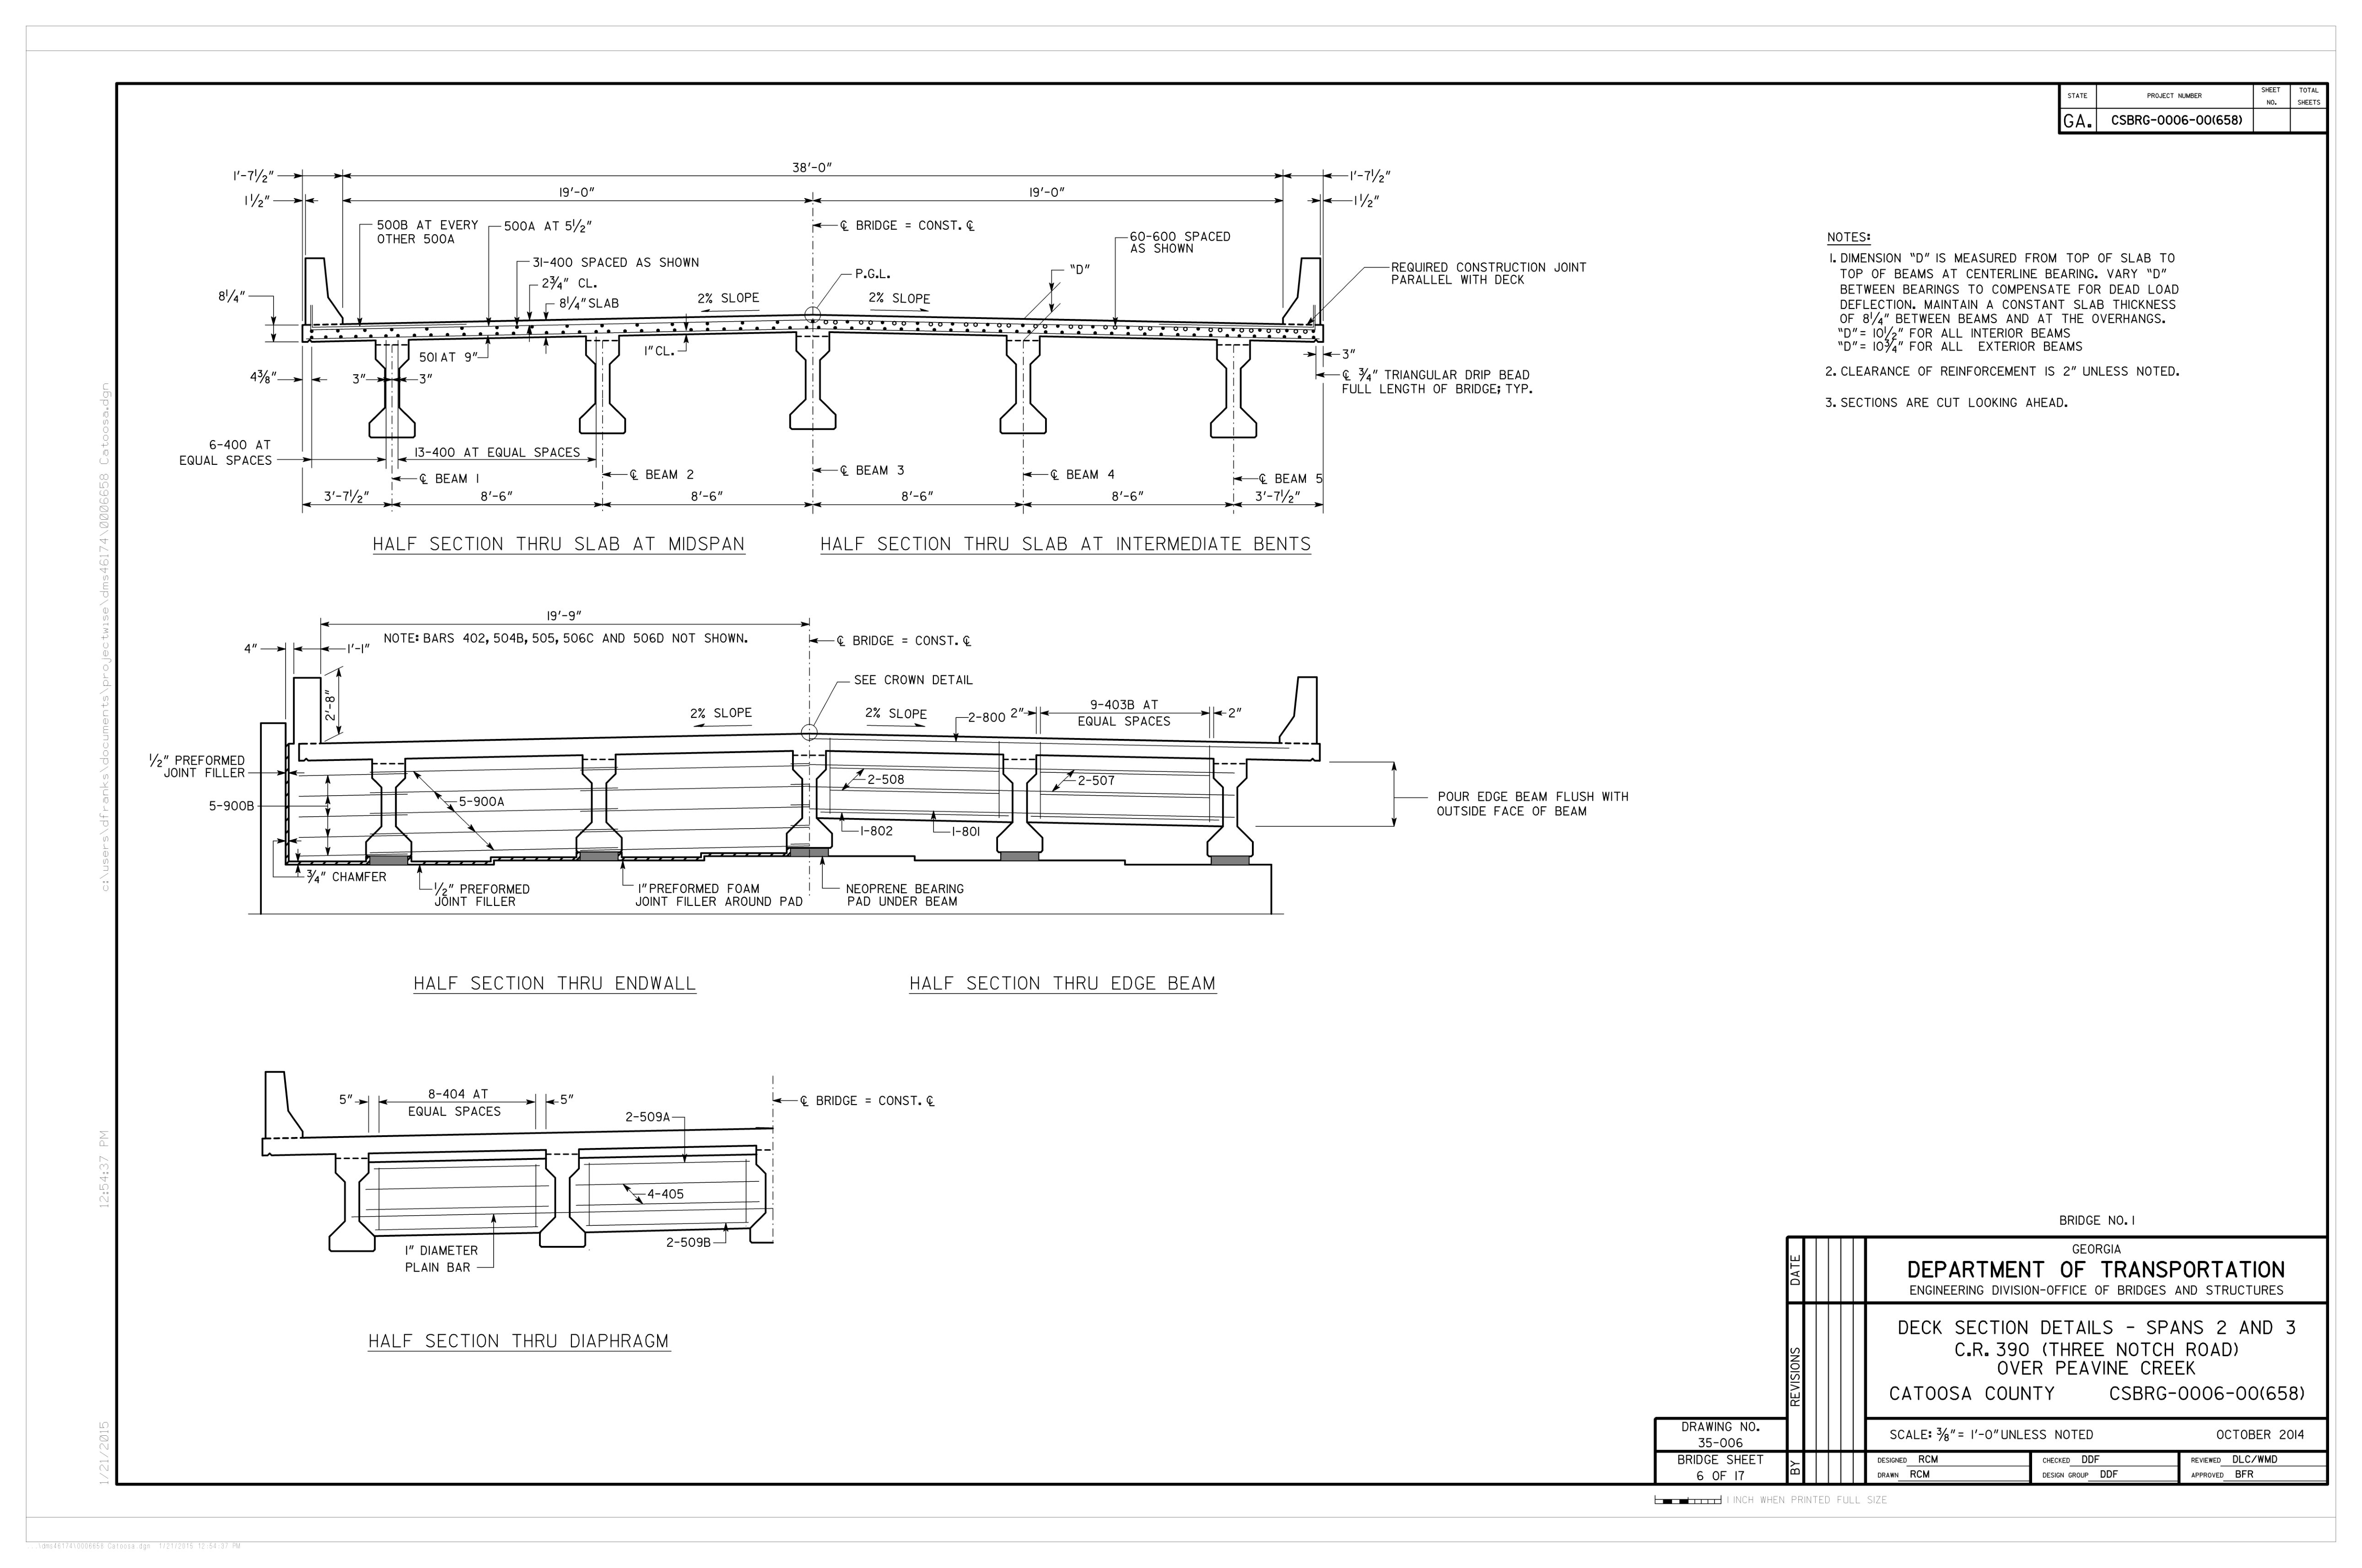 STATE
PROJECT NUMBER
SHEET NO.
TOTAL SHEETS
GA.
CSBRG-0006-00(658)
38'-0"
1'-7½"
1'-7½"
19'-0"
19'-0"
1½"
1½"
500B AT EVERY
OTHER 500A
500A AT 5½"
℄ BRIDGE = CONST. ℄
60-600 SPACED
AS SHOWN
31-400 SPACED AS SHOWN
2¾" CL.
8¼" SLAB
P.G.L.
"D"
REQUIRED CONSTRUCTION JOINT
PARALLEL WITH DECK
8¼"
2% SLOPE
2% SLOPE
501 AT 9"
1" CL.
3"
4⅜"
3"
3"
℄ ¾" TRIANGULAR DRIP BEAD
FULL LENGTH OF BRIDGE; TYP.
6-400 AT
EQUAL SPACES
13-400 AT EQUAL SPACES
℄ BEAM 1
℄ BEAM 2
℄ BEAM 3
℄ BEAM 4
℄ BEAM 5
3'-7½"
8'-6"
8'-6"
8'-6"
8'-6"
3'-7½"
HALF SECTION THRU SLAB AT MIDSPAN
HALF SECTION THRU SLAB AT INTERMEDIATE BENTS
NOTES:
1. DIMENSION "D" IS MEASURED FROM TOP OF SLAB TO
TOP OF BEAMS AT CENTERLINE BEARING. VARY "D"
BETWEEN BEARINGS TO COMPENSATE FOR DEAD LOAD
DEFLECTION. MAINTAIN A CONSTANT SLAB THICKNESS
OF 8¼" BETWEEN BEAMS AND AT THE OVERHANGS.
"D" = 10½" FOR ALL INTERIOR BEAMS
"D" = 10¾" FOR ALL EXTERIOR BEAMS
2. CLEARANCE OF REINFORCEMENT IS 2" UNLESS NOTED.
3. SECTIONS ARE CUT LOOKING AHEAD.
19'-9"
NOTE: BARS 402, 504B, 505, 506C AND 506D NOT SHOWN.
4"
1'-1"
℄ BRIDGE = CONST. ℄
2'-8"
SEE CROWN DETAIL
2% SLOPE
2% SLOPE
2-800
2"
9-403B AT
EQUAL SPACES
2"
½" PREFORMED
JOINT FILLER
5-900B
5-900A
2-508
2-507
1-802
1-801
POUR EDGE BEAM FLUSH WITH
OUTSIDE FACE OF BEAM
¾" CHAMFER
½" PREFORMED
JOINT FILLER
1" PREFORMED FOAM
JOINT FILLER AROUND PAD
NEOPRENE BEARING
PAD UNDER BEAM
HALF SECTION THRU ENDWALL
HALF SECTION THRU EDGE BEAM
5"
8-404 AT
EQUAL SPACES
5"
2-509A
℄ BRIDGE = CONST. ℄
4-405
2-509B
1" DIAMETER
PLAIN BAR
HALF SECTION THRU DIAPHRAGM
BRIDGE NO. 1
GEORGIA
DEPARTMENT OF TRANSPORTATION
ENGINEERING DIVISION-OFFICE OF BRIDGES AND STRUCTURES
DECK SECTION DETAILS - SPANS 2 AND 3
C.R. 390 (THREE NOTCH ROAD)
OVER PEAVINE CREEK
CATOOSA COUNTY CSBRG-0006-00(658)
SCALE: ⅜" = 1'-0" UNLESS NOTED
OCTOBER 2014
DESIGNED RCM
CHECKED DDF
REVIEWED DLC/WMD
DRAWN RCM
DESIGN GROUP DDF
APPROVED BFR
DATE
REVISIONS
BY
DRAWING NO.
35-006
BRIDGE SHEET
6 OF 17
1 INCH WHEN PRINTED FULL SIZE
c:\users\dfranks\documents\projectwise\dms46174\0006658 Catoosa.dgn
12:54:37 PM
1/21/2015
...\dms46174\0006658 Catoosa.dgn 1/21/2015 12:54:37 PM